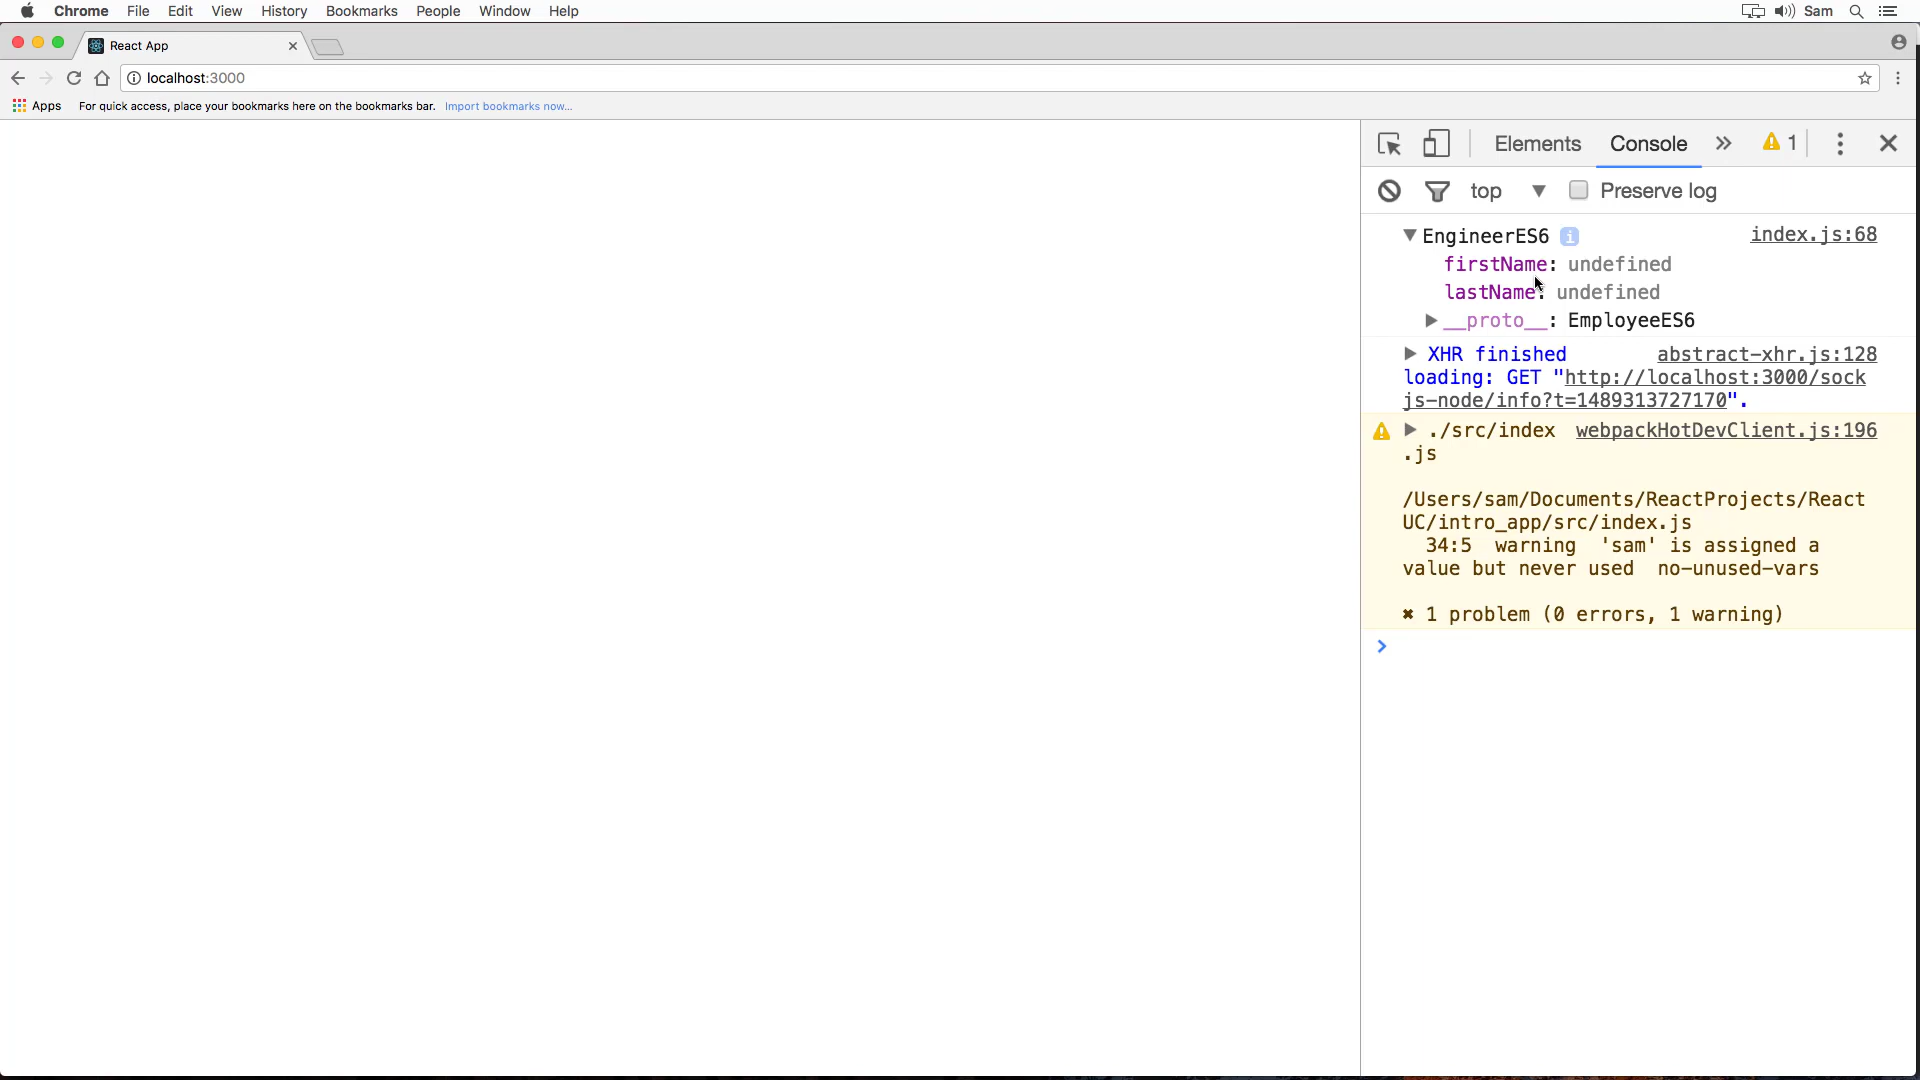 Chrome File Edit View History Bookmarks People Window Help Sam
React App
localhost:3000
Apps For quick access, place your bookmarks here on the bookmarks bar. Import bookmarks now...
Elements Console 1
top Preserve log
EngineerES6 index.js:68
firstName: undefined
lastName: undefined
__proto__: EmployeeES6
XHR finished abstract-xhr.js:128
loading: GET "http://localhost:3000/sock
js-node/info?t=1489313727170".
./src/index webpackHotDevClient.js:196
.js
/Users/sam/Documents/ReactProjects/React
UC/intro_app/src/index.js
34:5 warning 'sam' is assigned a
value but never used no-unused-vars
✖ 1 problem (0 errors, 1 warning)